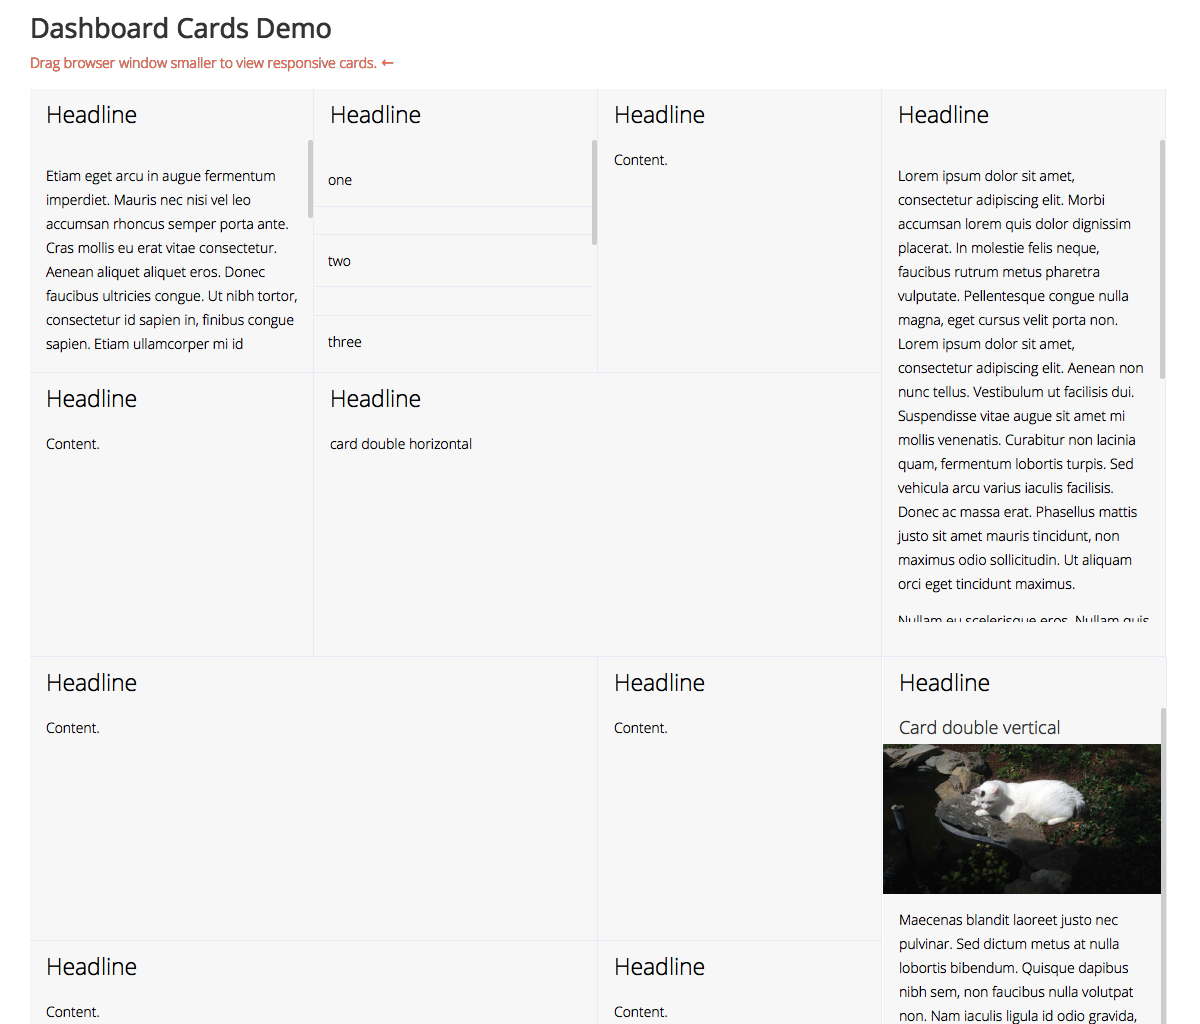 Dashboard Cards Demo
Drag browser window smaller to view responsive cards. ←
Headline
Etiam eget arcu in augue fermentum
imperdiet. Mauris nec nisi vel leo
accumsan rhoncus semper porta ante.
Cras mollis eu erat vitae consectetur.
Aenean aliquet aliquet eros. Donec
faucibus ultricies congue. Ut nibh tortor,
consectetur id sapien in, finibus congue
sapien. Etiam ullamcorper mi id
Headline
one
two
three
Headline
Content.
Headline
Lorem ipsum dolor sit amet,
consectetur adipiscing elit. Morbi
accumsan lorem quis dolor dignissim
placerat. In molestie felis neque,
faucibus rutrum metus pharetra
vulputate. Pellentesque congue nulla
magna, eget cursus velit porta non.
Lorem ipsum dolor sit amet,
consectetur adipiscing elit. Aenean non
nunc tellus. Vestibulum ut facilisis dui.
Suspendisse vitae augue sit amet mi
mollis venenatis. Curabitur non lacinia
quam, fermentum lobortis turpis. Sed
vehicula arcu varius iaculis facilisis.
Donec ac massa erat. Phasellus mattis
justo sit amet mauris tincidunt, non
maximus odio sollicitudin. Ut aliquam
orci eget tincidunt maximus.
Nullam eu scelerisque eros. Nullam quis
Headline
Content.
Headline
card double horizontal
Headline
Content.
Headline
Content.
Headline
Card double vertical
Maecenas blandit laoreet justo nec
pulvinar. Sed dictum metus at nulla
lobortis bibendum. Quisque dapibus
nibh sem, non faucibus nulla volutpat
non. Nam iaculis ligula id odio gravida,
Headline
Content.
Headline
Content.